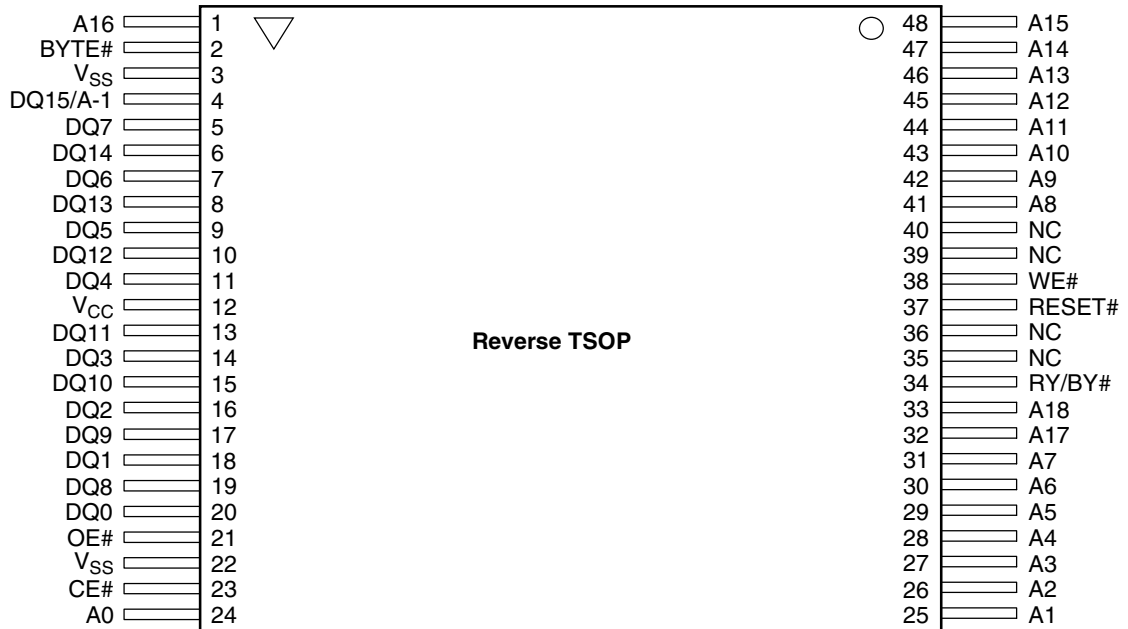 A16 1 48 A15
BYTE# 2 47 A14
VSS 3 46 A13
DQ15/A-1 4 45 A12
DQ7 5 44 A11
DQ14 6 43 A10
DQ6 7 42 A9
DQ13 8 41 A8
DQ5 9 40 NC
DQ12 10 39 NC
DQ4 11 38 WE#
VCC 12 37 RESET#
DQ11 13 36 NC
Reverse TSOP
DQ3 14 35 NC
DQ10 15 34 RY/BY#
DQ2 16 33 A18
DQ9 17 32 A17
DQ1 18 31 A7
DQ8 19 30 A6
DQ0 20 29 A5
OE# 21 28 A4
VSS 22 27 A3
CE# 23 26 A2
A0 24 25 A1